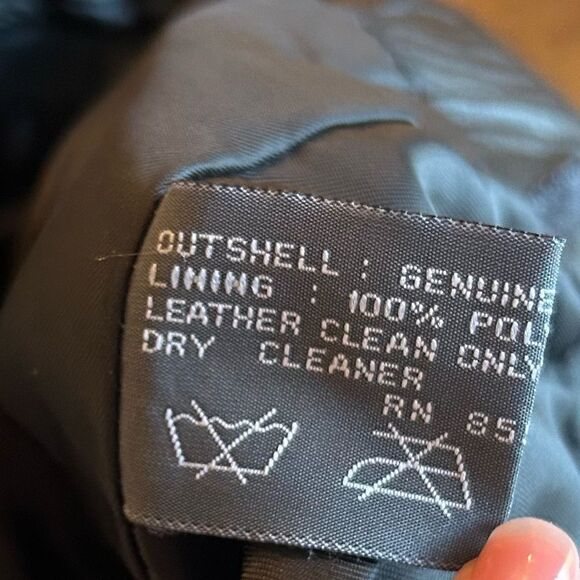 OUTSHELL : GENUINE
LINING : 100% POL
LEATHER CLEAN ONLY
DRY CLEANER
RN 85